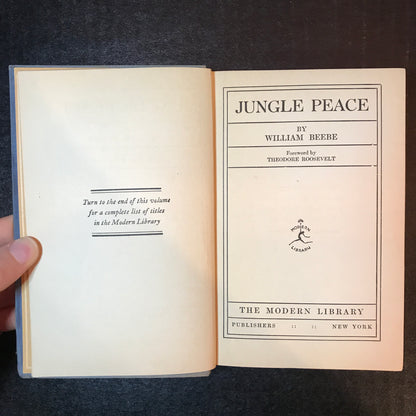 Turn to the end of this volume
for a complete list of titles
in the Modern Library
JUNGLE PEACE
BY
WILLIAM BEEBE
Foreword by
THEODORE ROOSEVELT
MODERN
LIBRARY
THE MODERN LIBRARY
PUBLISHERS :: :: NEW YORK